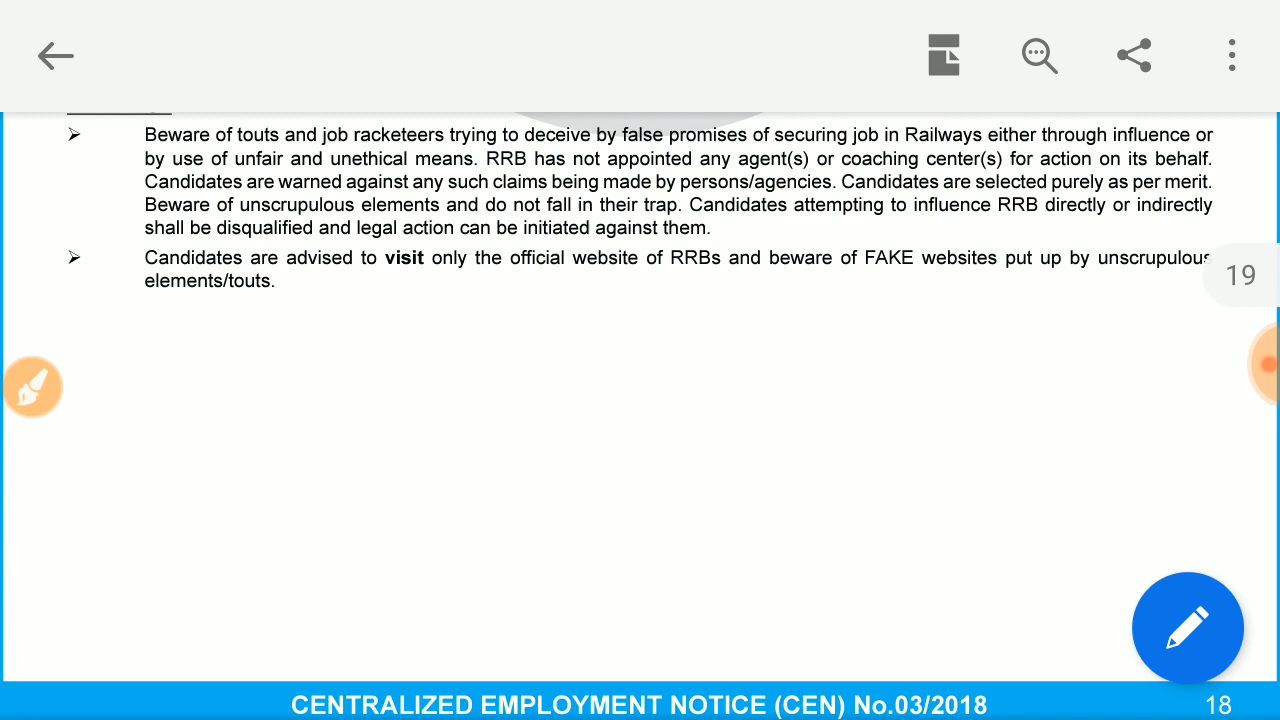 ➢ Beware of touts and job racketeers trying to deceive by false promises of securing job in Railways either through influence or
by use of unfair and unethical means. RRB has not appointed any agent(s) or coaching center(s) for action on its behalf.
Candidates are warned against any such claims being made by persons/agencies. Candidates are selected purely as per merit.
Beware of unscrupulous elements and do not fall in their trap. Candidates attempting to influence RRB directly or indirectly
shall be disqualified and legal action can be initiated against them.
➢ Candidates are advised to visit only the official website of RRBs and beware of FAKE websites put up by unscrupulous
elements/touts.
19
CENTRALIZED EMPLOYMENT NOTICE (CEN) No.03/2018 18